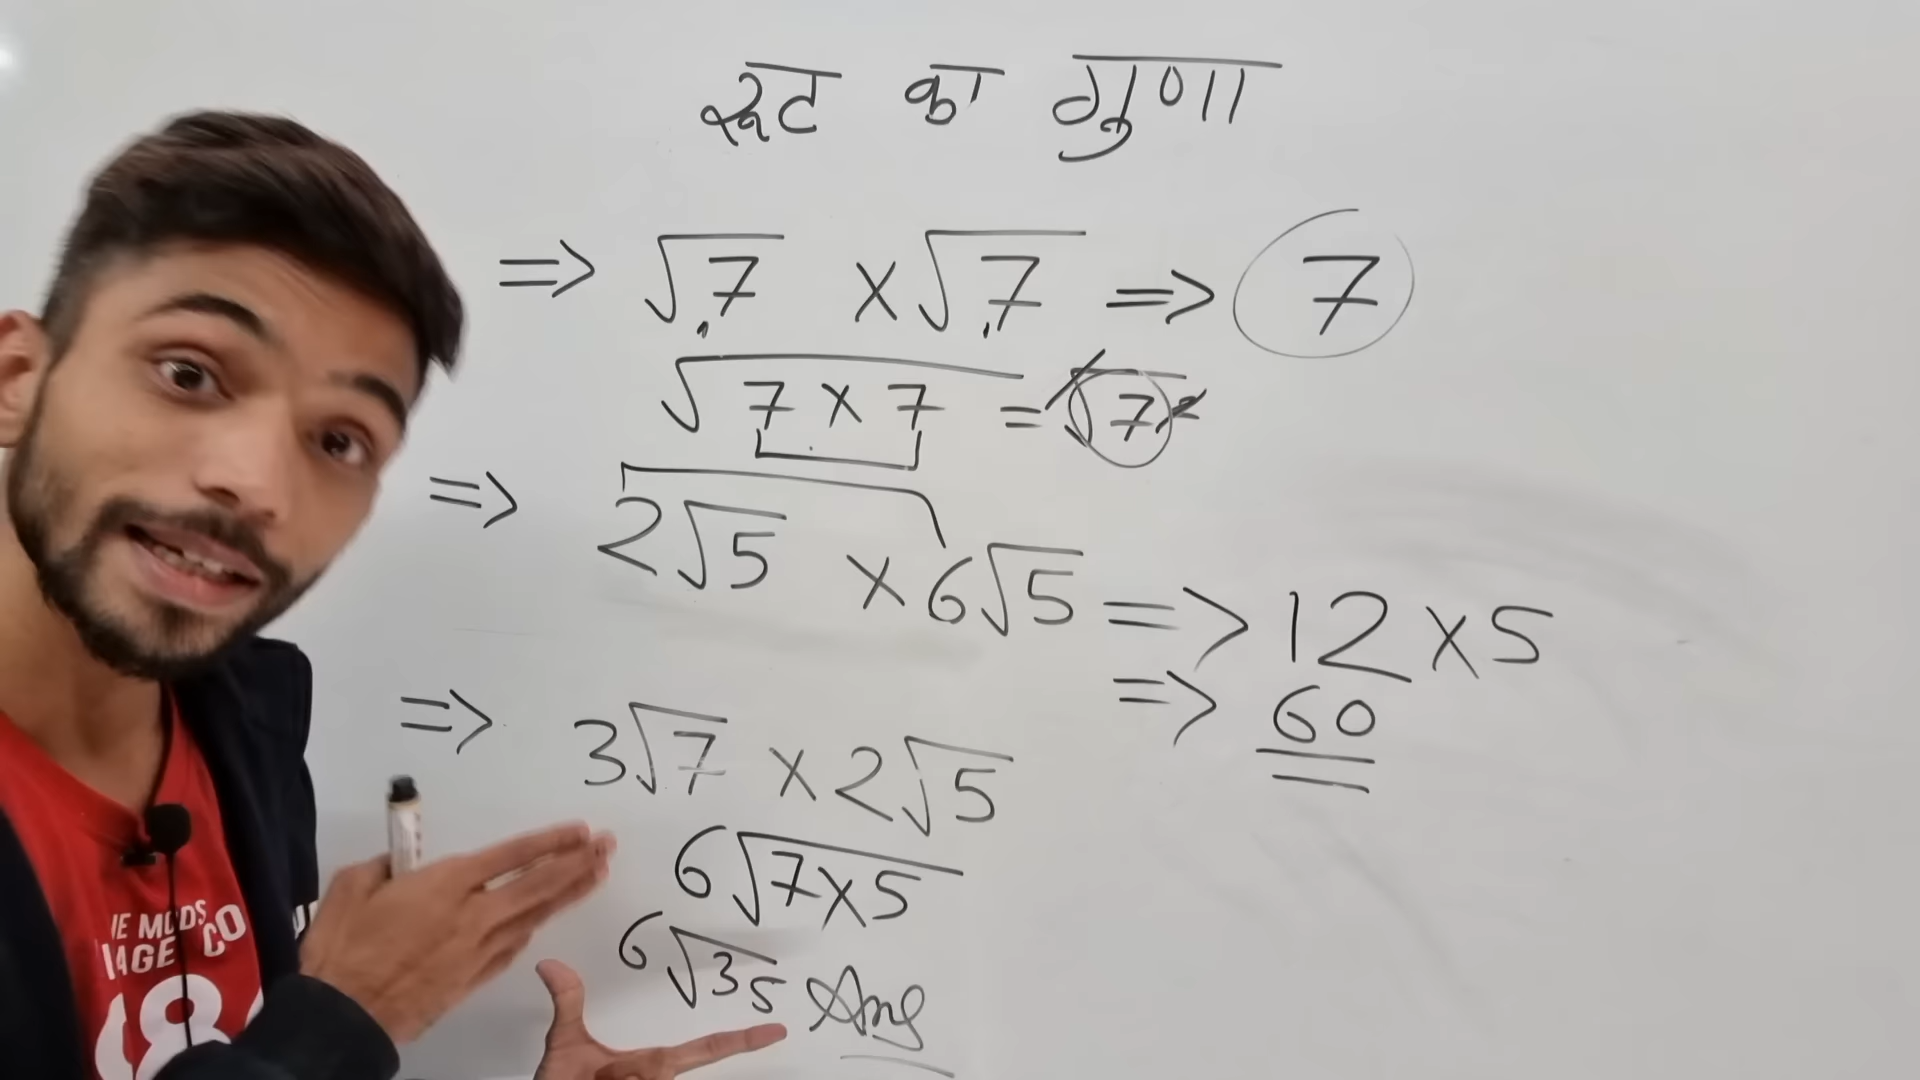 रूट का गुणा
=> √7 × √7 => 7
√7 × 7 = √7²
=> 2√5 × 6√5 => 12 × 5
=> 60
=> 3√7 × 2√5
6√7×5
6√35 Ans